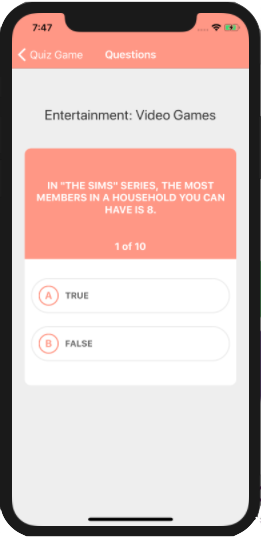 7:47
Quiz Game
Questions
Entertainment: Video Games
IN "THE SIMS" SERIES, THE MOST
MEMBERS IN A HOUSEHOLD YOU CAN
HAVE IS 8.
1 of 10
A TRUE
B FALSE